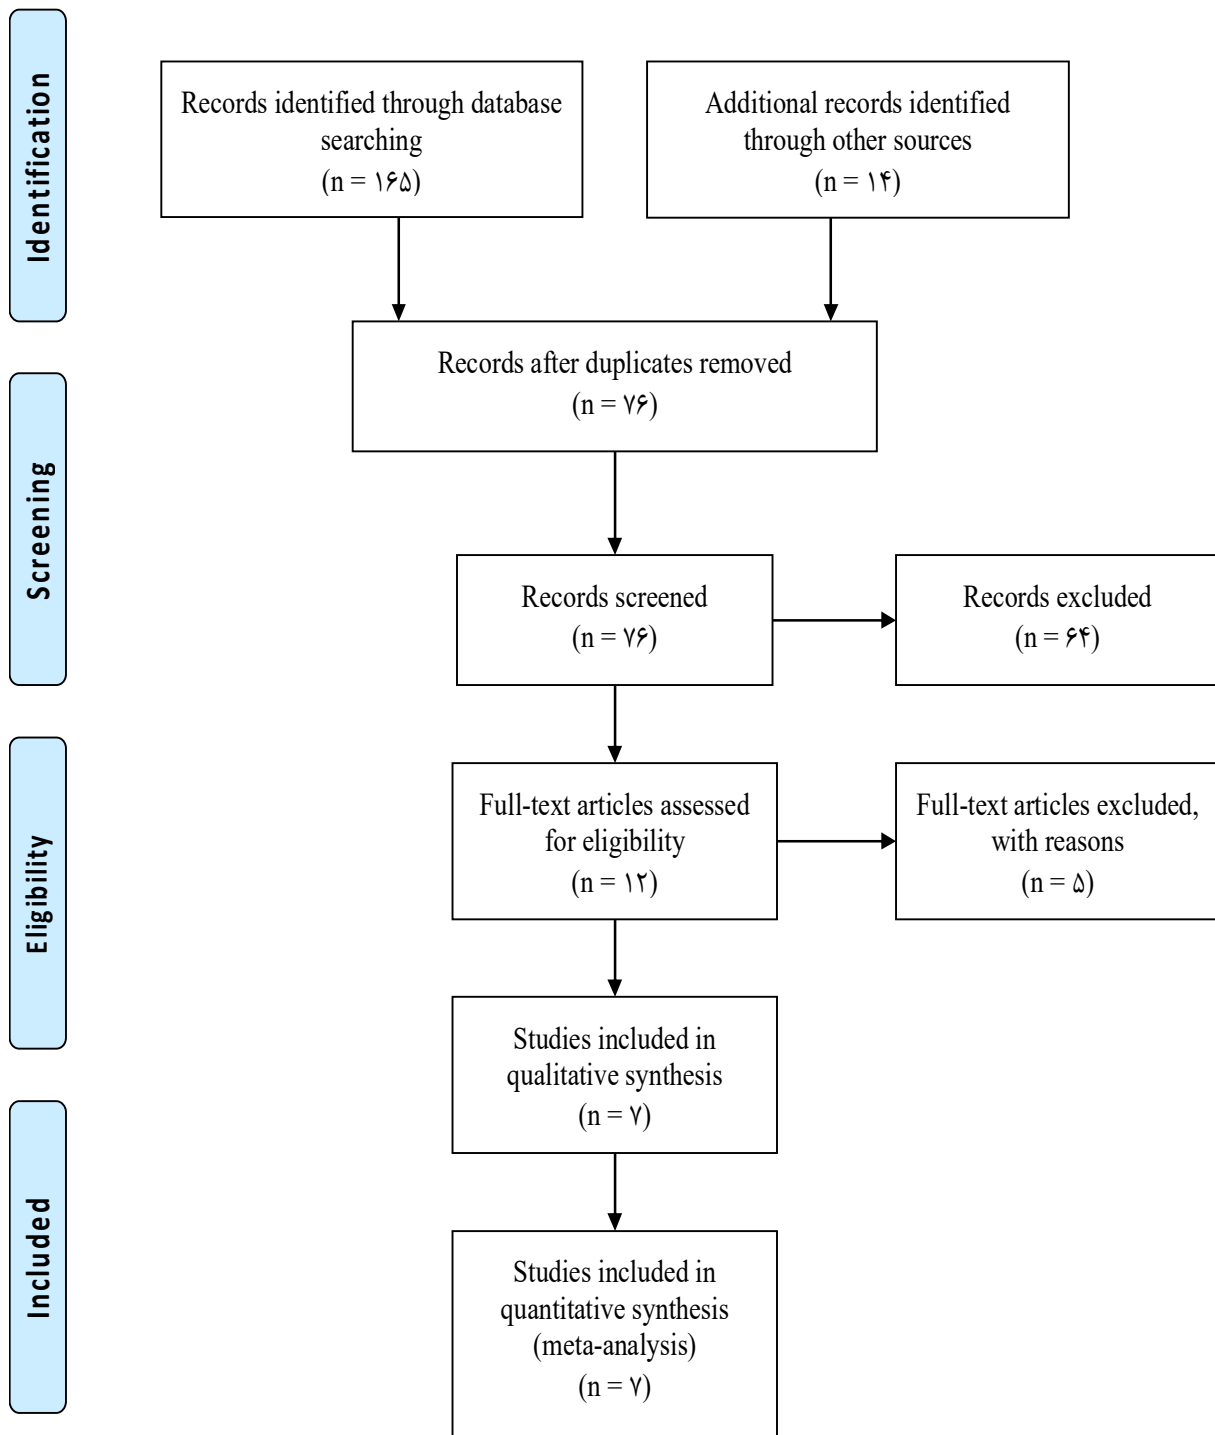 Identification
Records identified through database
searching
(n = ۱۶۵)
Additional records identified
through other sources
(n = ۱۴)
Records after duplicates removed
(n = ۷۶)
Screening
Records screened
(n = ۷۶)
Records excluded
(n = ۶۴)
Eligibility
Full-text articles assessed
for eligibility
(n = ۱۲)
Full-text articles excluded,
with reasons
(n = ۵)
Studies included in
qualitative synthesis
(n = ۷)
Included
Studies included in
quantitative synthesis
(meta-analysis)
(n = ۷)